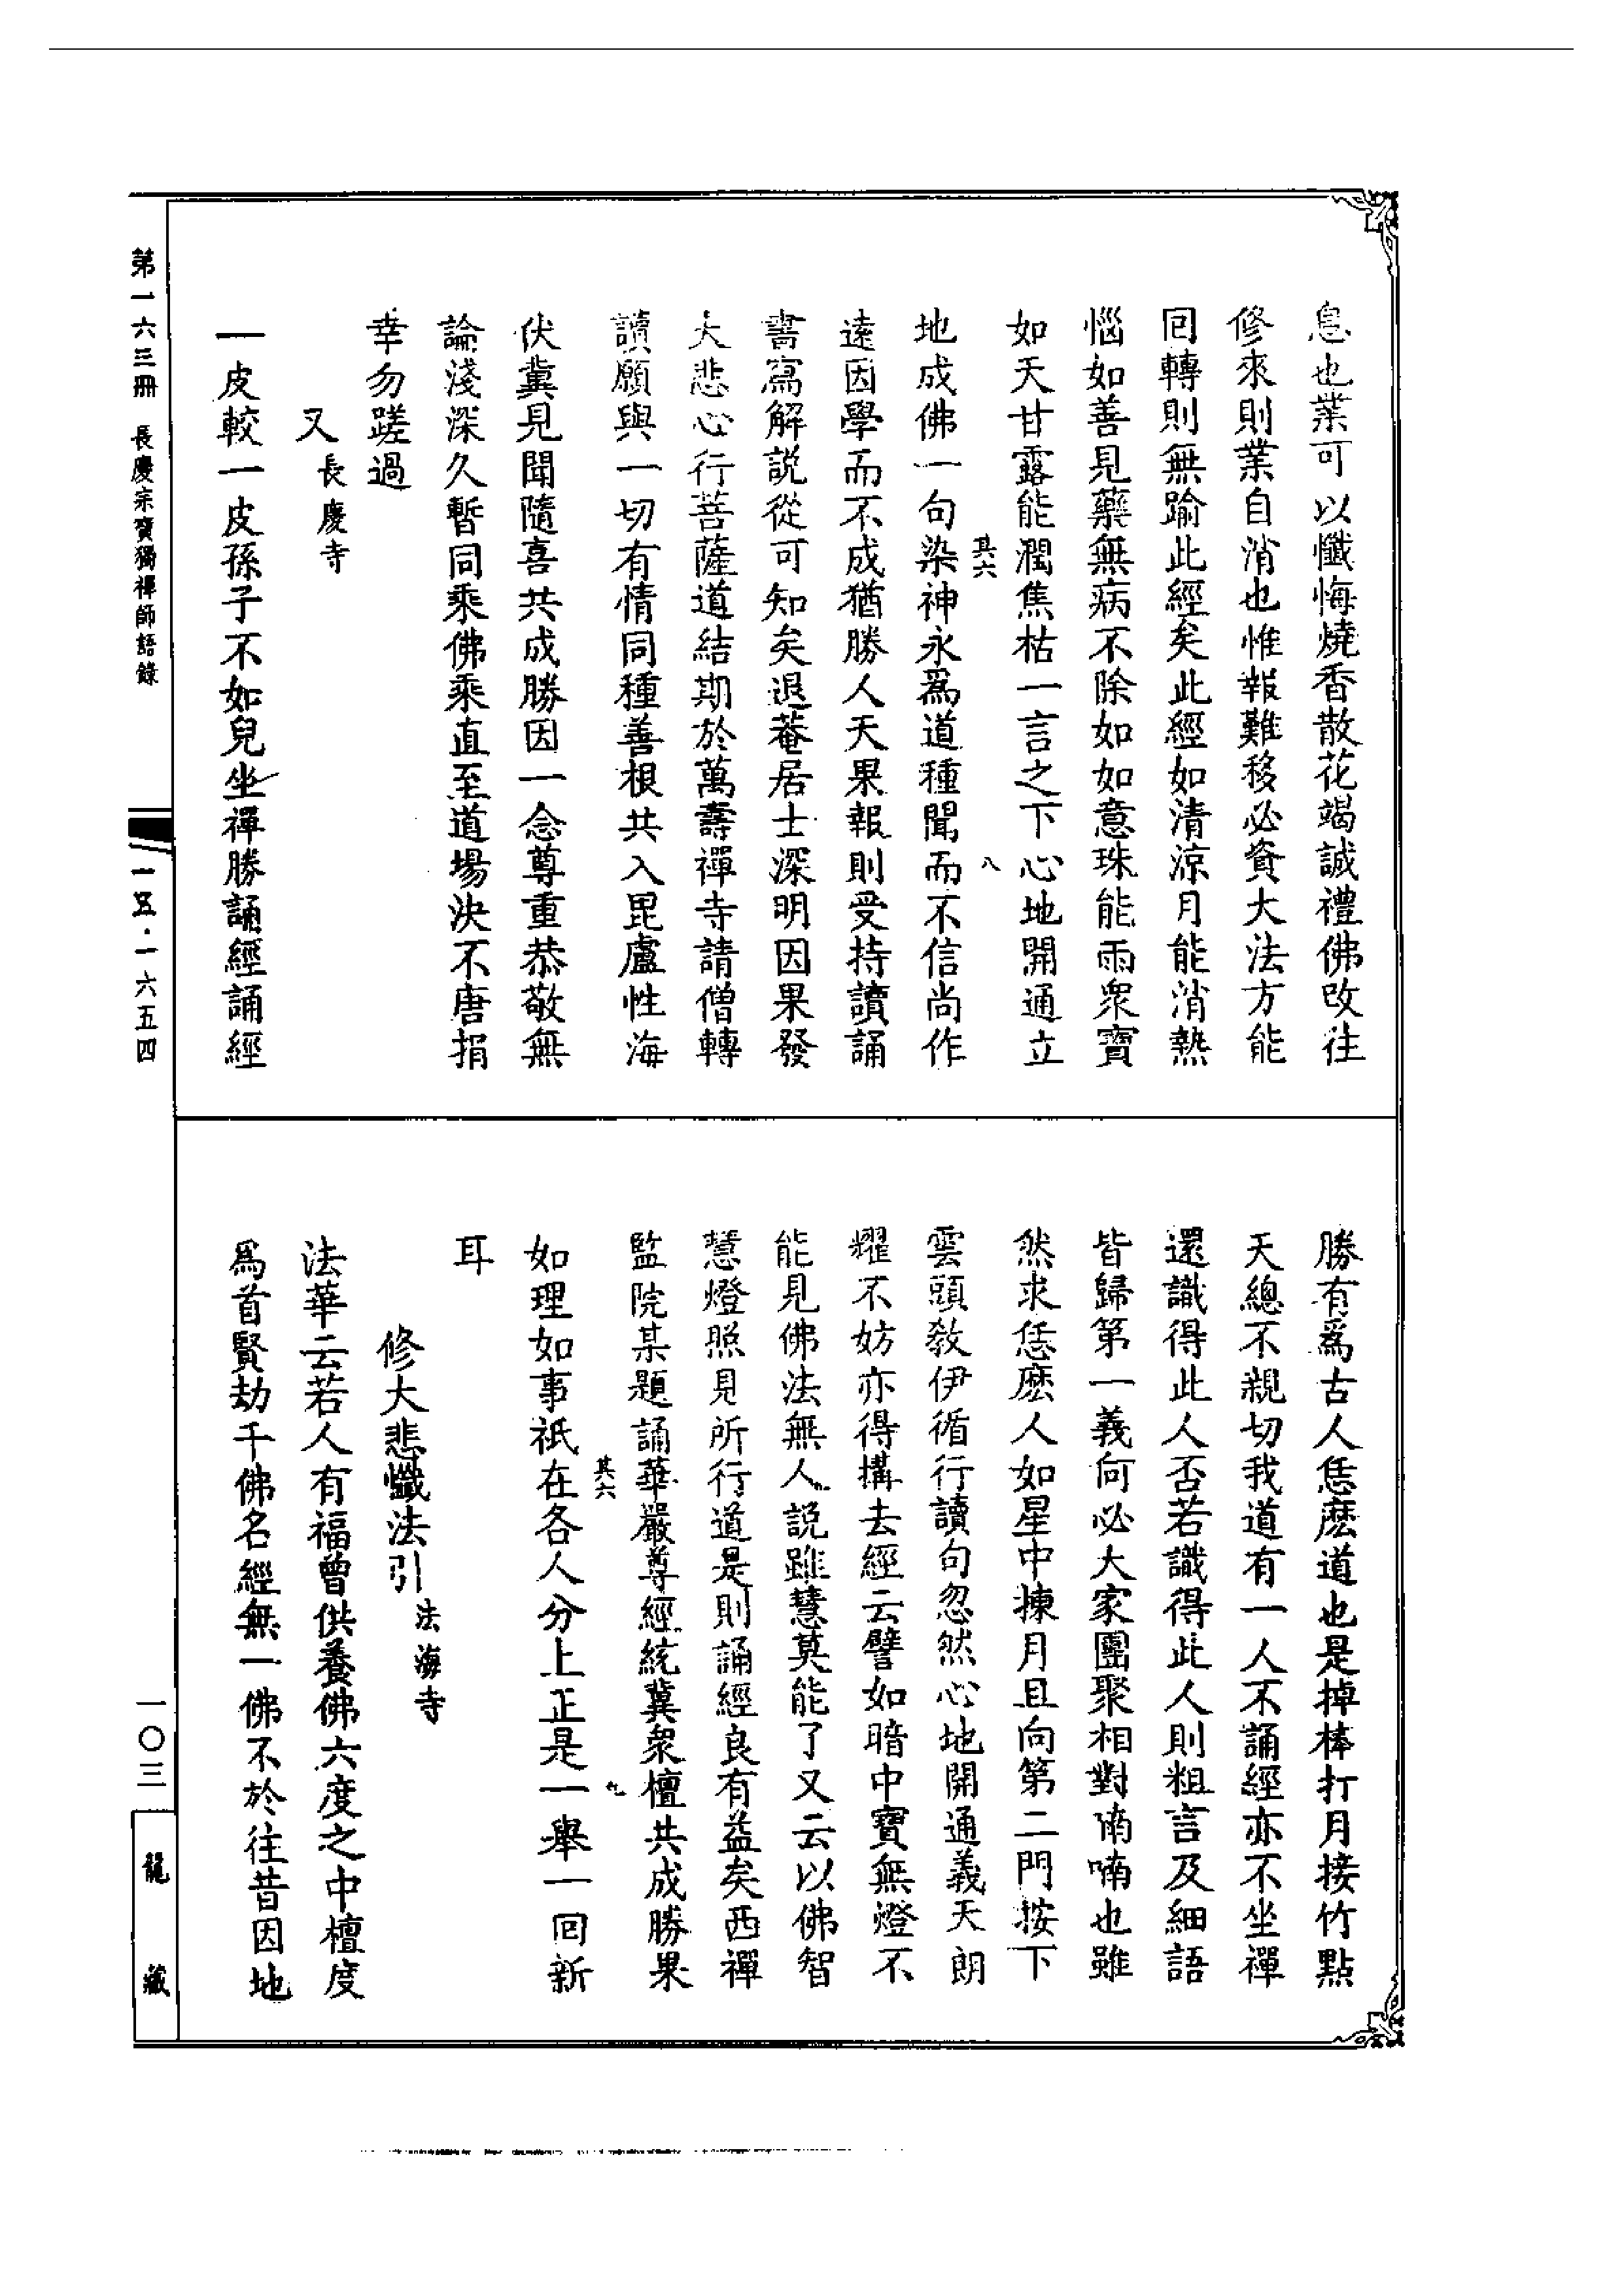 息也業可以懺悔燒香散花竭誠禮佛改往
修來則業自消也惟報難移必資大法方能
回轉則無踰此經矣此經如清涼月能消熱
惱如善見藥無病不除如如意珠能雨眾寶
如天甘露能潤焦枯一言之下心地開通立
其六
八
地成佛一句染神永爲道種聞而不信尚作
遠因學而不成猶勝人天果報則受持讀誦
書寫解説從可知矣退菴居士深明因果發
大悲心行菩薩道結期於萬壽禪寺請僧轉
讀願與一切有情同種善根共入毘盧性海
伏冀見聞隨喜共成勝因一念尊重恭敬無
論淺深久暫同乘佛乘直至道場決不唐捐
幸勿蹉過
又長慶寺
一皮較一皮孫子不如兒坐禪勝誦經誦經
勝有爲古人恁麽道也是掉棒打月接竹點
天總不親切我道有一人不誦經亦不坐禪
還識得此人否若識得此人則粗言及細語
皆歸第一義何必大家團聚相對喃喃也雖
然求恁麽人如星中揀月且向第二門按下
雲頭教伊循行讀句忽然心地開通義天朗
耀不妨亦得搆去經云譬如暗中寶無燈不
能見佛法無人説雖慧莫能了又云以佛智
慧燈照見所行道是則誦經良有益矣西禪
監院某題誦華嚴尊經統冀衆檀共成勝果
其六
九
如理如事祇在各人分上正是一舉一回新
耳
修大悲懺法引法海寺
法華云若人有福曾供養佛六度之中檀度
爲首賢劫千佛名經無一佛不於往昔因地
第一六三冊　長慶宗寶獨禪師語錄
一五·一六五四
一〇三
龍藏